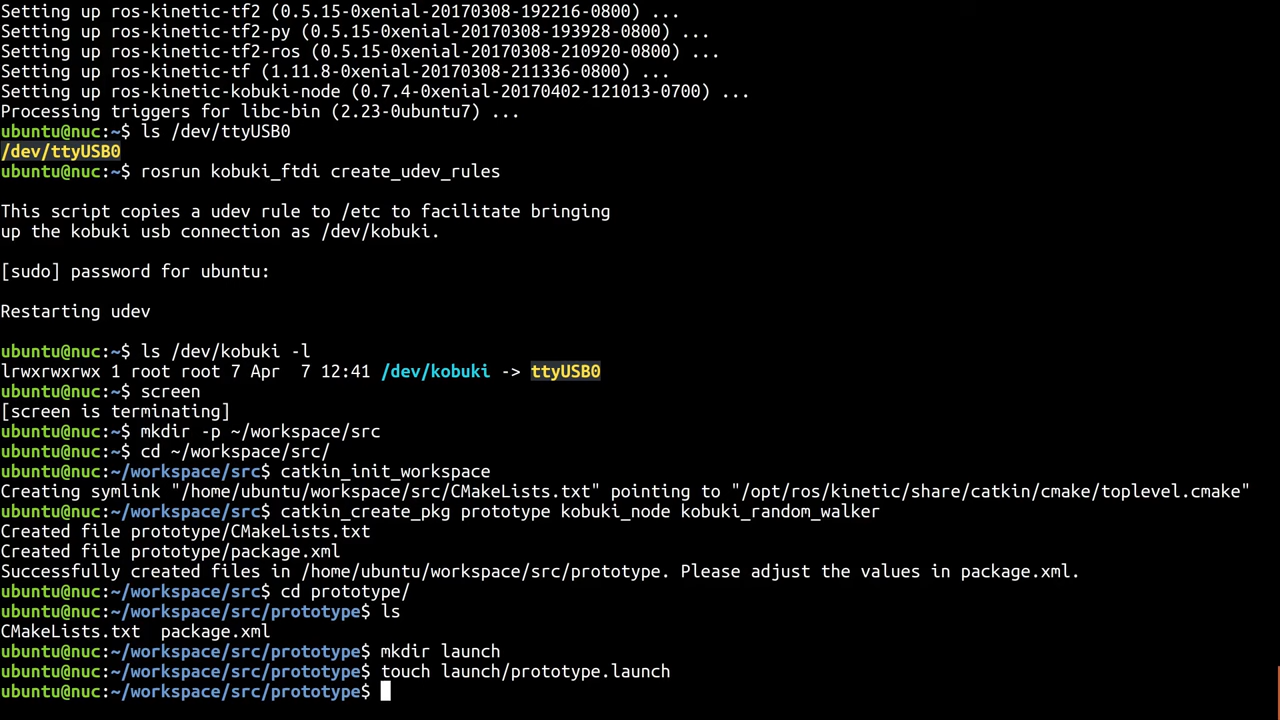 Setting up ros-kinetic-tf2 (0.5.15-0xenial-20170308-192216-0800) ...
Setting up ros-kinetic-tf2-py (0.5.15-0xenial-20170308-193928-0800) ...
Setting up ros-kinetic-tf2-ros (0.5.15-0xenial-20170308-210920-0800) ...
Setting up ros-kinetic-tf (1.11.8-0xenial-20170308-211336-0800) ...
Setting up ros-kinetic-kobuki-node (0.7.4-0xenial-20170402-121013-0700) ...
Processing triggers for libc-bin (2.23-0ubuntu7) ...
ubuntu@nuc:~$ ls /dev/ttyUSB0
/dev/ttyUSB0
ubuntu@nuc:~$ rosrun kobuki_ftdi create_udev_rules
This script copies a udev rule to /etc to facilitate bringing
up the kobuki usb connection as /dev/kobuki.
[sudo] password for ubuntu:
Restarting udev
ubuntu@nuc:~$ ls /dev/kobuki -l
lrwxrwxrwx 1 root root 7 Apr  7 12:41 /dev/kobuki -> ttyUSB0
ubuntu@nuc:~$ screen
[screen is terminating]
ubuntu@nuc:~$ mkdir -p ~/workspace/src
ubuntu@nuc:~$ cd ~/workspace/src/
ubuntu@nuc:~/workspace/src$ catkin_init_workspace
Creating symlink "/home/ubuntu/workspace/src/CMakeLists.txt" pointing to "/opt/ros/kinetic/share/catkin/cmake/toplevel.cmake"
ubuntu@nuc:~/workspace/src$ catkin_create_pkg prototype kobuki_node kobuki_random_walker
Created file prototype/CMakeLists.txt
Created file prototype/package.xml
Successfully created files in /home/ubuntu/workspace/src/prototype. Please adjust the values in package.xml.
ubuntu@nuc:~/workspace/src$ cd prototype/
ubuntu@nuc:~/workspace/src/prototype$ ls
CMakeLists.txt  package.xml
ubuntu@nuc:~/workspace/src/prototype$ mkdir launch
ubuntu@nuc:~/workspace/src/prototype$ touch launch/prototype.launch
ubuntu@nuc:~/workspace/src/prototype$